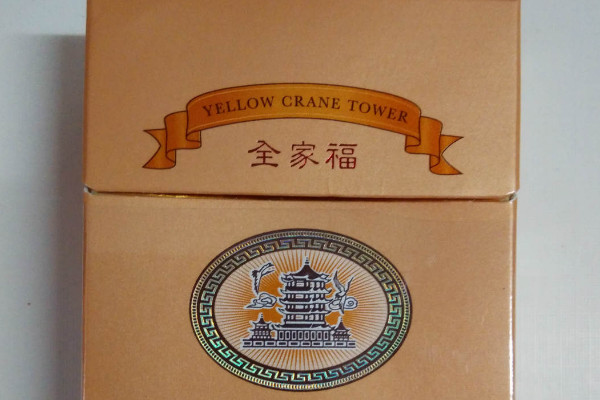 YELLOW CRANE TOWER
全家福